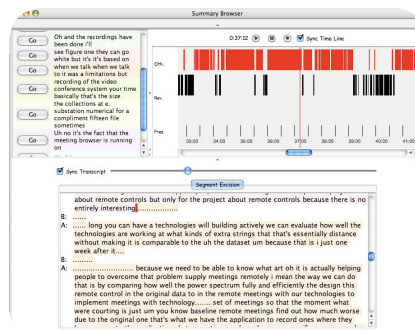 Summary Browser
Go
Oh and the recordings have
been done i'll
Go
see figure one they can go
white but it's it's based on
Go
when we talk when we talk
to it was a limitations but
Go
recording of the video
conference system your time
basically that's the size
the collections at e.
Go
substation numerical for a
compliment fifteen file
sometimes
Go
Uh no it's the fact that the
meeting browser is running
on
0:37:12
Sync Time Line
Oth.
Rev.
Pres.
33:00 34:00 35:00 36:00 37:00 38:00 39:00 40:00 41:00
Sync Transcript
Segment Excision
about remote controls but only for the project about remote controls because there is no
entirely interesting..................
B: ......
A: ...... long you can have a technologies will building actively we can evaluate how well the
technologies are working at what kinds of extra strings that that's essentially distance
without making it is comparable to the uh the dataset um because that is i just one
week after it....
B: .........
A: ........................... because we need to be able to know what art oh it is actually helping
people to overcome that problem supply meetings remotely i mean the way we can do
that is by comparing how well the power spectrum fully and efficiently the design this
remote control in the original data to in the remote meetings with our technologies to
implement meetings with technology....... set of meetings so that the moment what
were courting is just um you know baseline remote meetings find out how much worse
due to the original one that's what we have the application to record ones where they